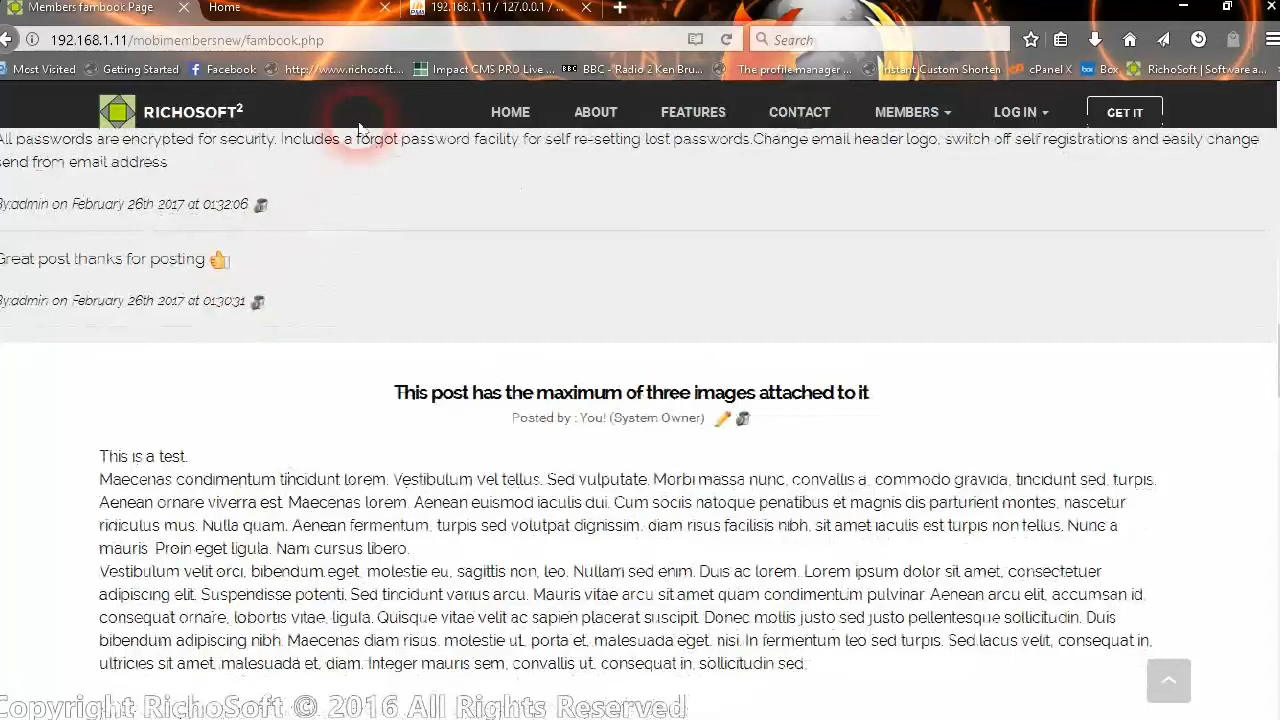 Members fambook Page
Home
192.168.1.11 / 127.0.0.1 / ...
192.168.1.11/mobimembersnew/fambook.php
Search
Most Visited
Getting Started
Facebook
http://www.richosoft....
Impact CMS PRO Live ...
BBC - Radio 2 Ken Bru...
The profile manager ...
Instant Custom Shorten
cPanel X
Box
RichoSoft | Software a...
RICHOSOFT²
HOME
ABOUT
FEATURES
CONTACT
MEMBERS
LOG IN
GET IT
All passwords are encrypted for security. Includes a forgot password facility for self re-setting lost passwords.Change email header logo, switch off self registrations and easily change
send from email address
By:admin on February 26th 2017 at 01:32:06
Great post thanks for posting
By:admin on February 26th 2017 at 01:30:31
This post has the maximum of three images attached to it
Posted by : You! (System Owner)
This is a test.
Maecenas condimentum tincidunt lorem. Vestibulum vel tellus. Sed vulputate. Morbi massa nunc, convallis a, commodo gravida, tincidunt sed, turpis.
Aenean ornare viverra est. Maecenas lorem. Aenean euismod iaculis dui. Cum sociis natoque penatibus et magnis dis parturient montes, nascetur
ridiculus mus. Nulla quam. Aenean fermentum, turpis sed volutpat dignissim, diam risus facilisis nibh, sit amet iaculis est turpis non tellus. Nunc a
mauris. Proin eget ligula. Nam cursus libero.
Vestibulum velit orci, bibendum eget, molestie eu, sagittis non, leo. Nullam sed enim. Duis ac lorem. Lorem ipsum dolor sit amet, consectetuer
adipiscing elit. Suspendisse potenti. Sed tincidunt varius arcu. Mauris vitae arcu sit amet quam condimentum pulvinar. Aenean arcu elit, accumsan id,
consequat ornare, lobortis vitae, ligula. Quisque vitae velit ac sapien placerat suscipit. Donec mollis justo sed justo pellentesque sollicitudin. Duis
bibendum adipiscing nibh. Maecenas diam risus, molestie ut, porta et, malesuada eget, nisi. In fermentum leo sed turpis. Sed lacus velit, consequat in,
ultricies sit amet, malesuada et, diam. Integer mauris sem, convallis ut, consequat in, sollicitudin sed,
Copyright RichoSoft © 2016 All Rights Reserved